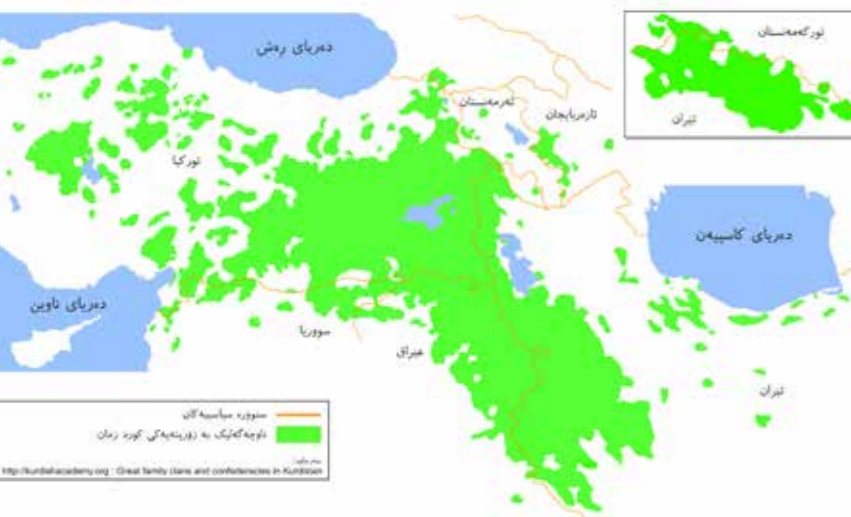 دەریای ڕەش
تورکەمەنستان
ئێران
ئەرمەنستان
ئازەربایجان
تورکیا
دەریای کاسپیەن
دەریای ناوین
سووریا
عێراق
ئێران
سنوورە سیاسییەکان
ناوچەگەلێک بە زۆرینەیەکی کورد زمان
http://kurdishacademy.org : Great family clans and confederacies in Kurdistan